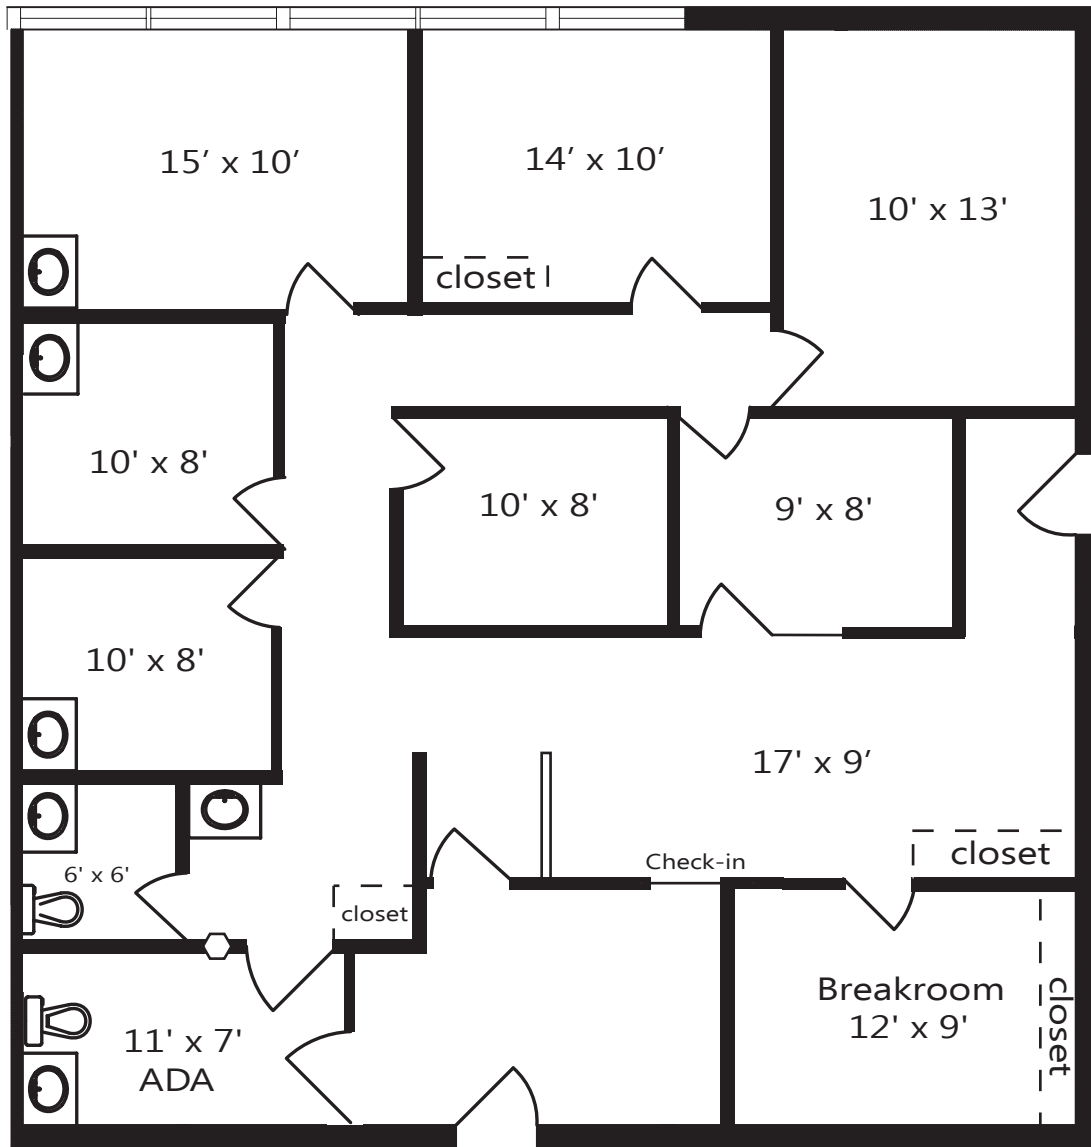 15’ x 10’
14’ x 10’
10' x 13'
closet
10' x 8'
10' x 8'
9' x 8'
10' x 8'
17' x 9’
closet
Check-in
6' x 6'
closet
Breakroom
12' x 9'
closet
11' x 7'
ADA